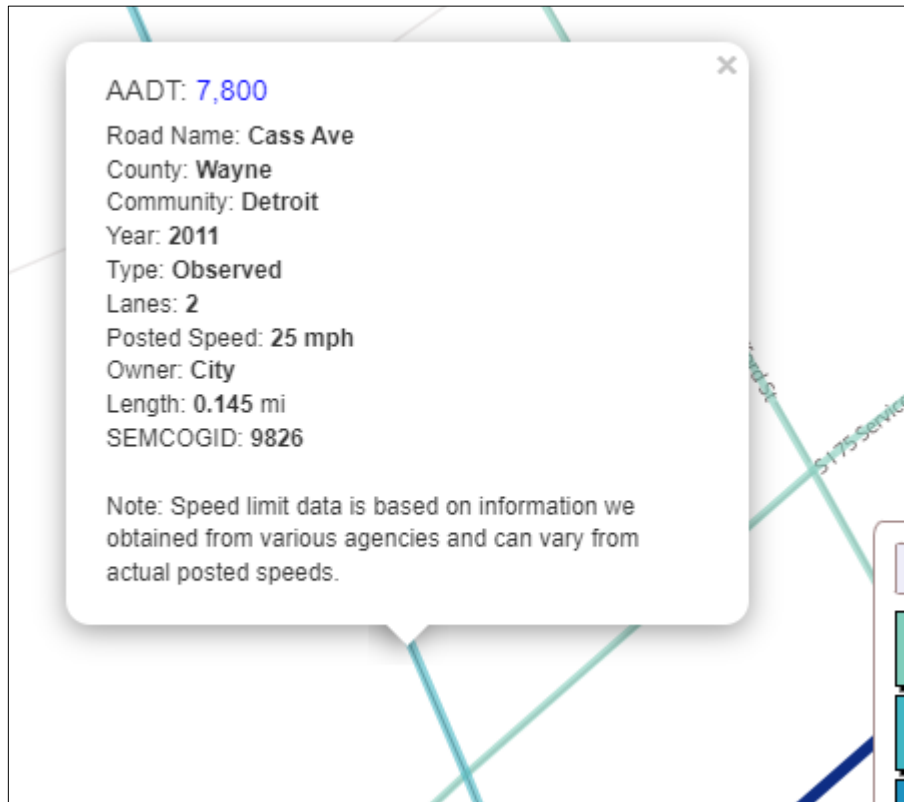 AADT: 7,800
Road Name: Cass Ave
County: Wayne
Community: Detroit
Year: 2011
Type: Observed
Lanes: 2
Posted Speed: 25 mph
Owner: City
Length: 0.145 mi
SEMCOGID: 9826
Note: Speed limit data is based on information we
obtained from various agencies and can vary from
actual posted speeds.
St
S I 75 Service